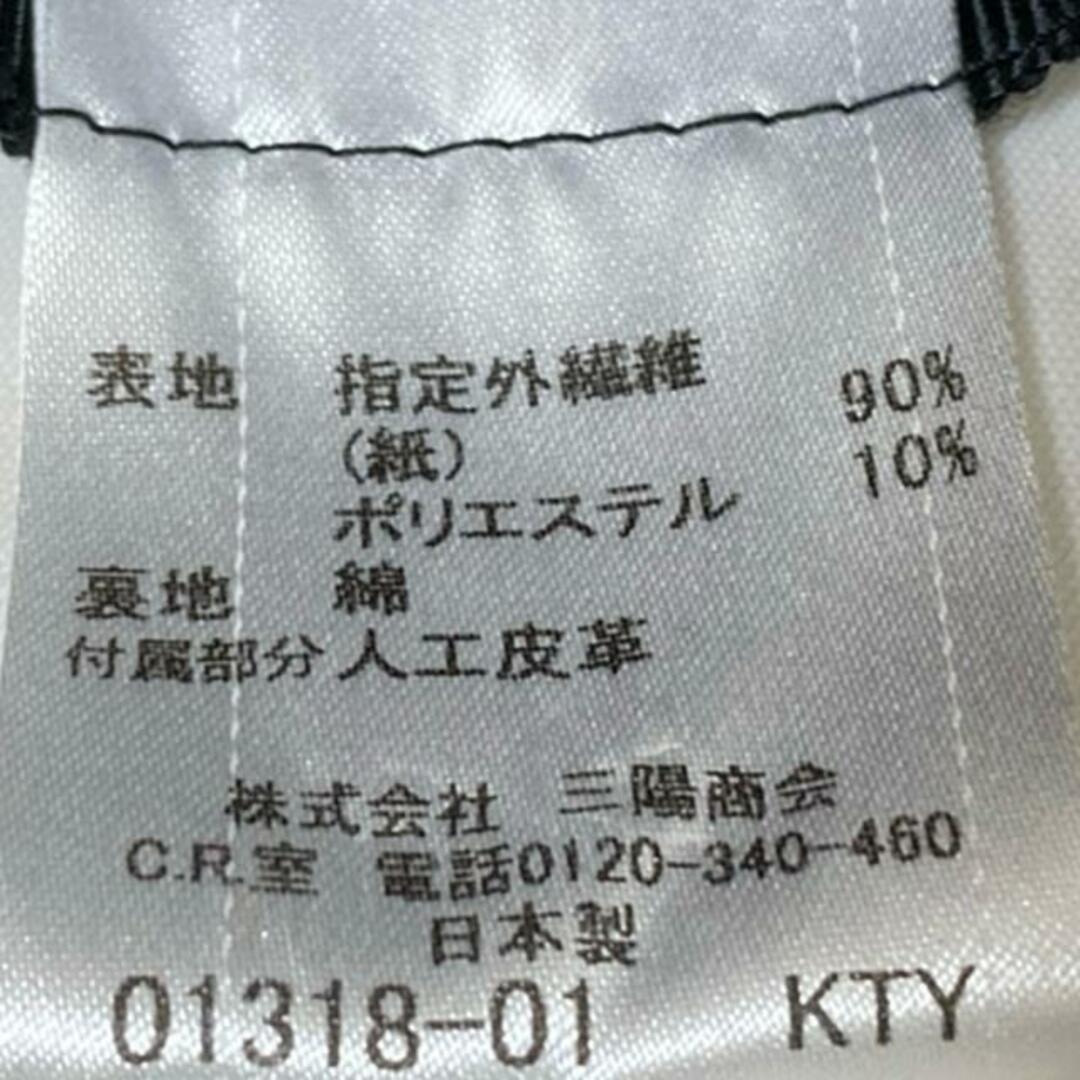 表地 指定外繊維 90%
(紙) 10%
ポリエステル
裏地 綿
付属部分 人工皮革
株式会社 三陽商会
C.R.室 電話0120-340-460
日本製
01318-01 KTY